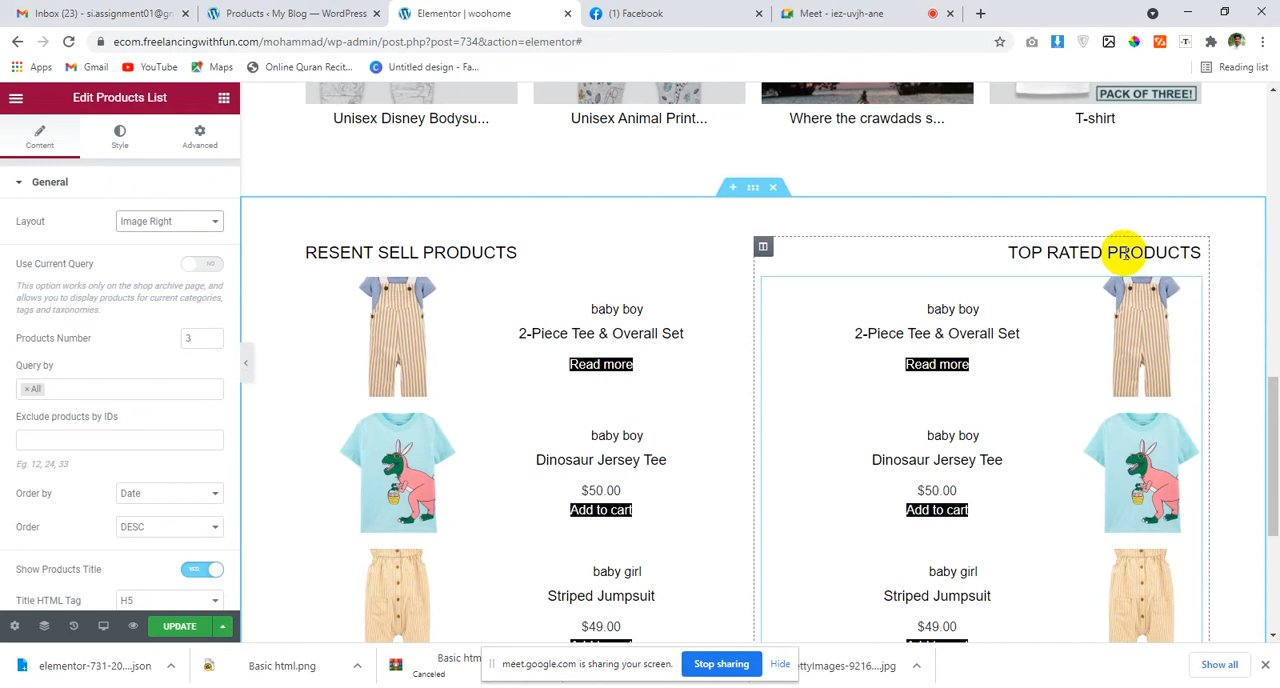 Inbox (23) - si.assignment01@gn
Products ‹ My Blog — WordPress
Elementor | woohome
(1) Facebook
Meet - iez-uvjh-ane
ecom.freelancingwithfun.com/mohammad/wp-admin/post.php?post=734&action=elementor#
Apps
Gmail
YouTube
Maps
Online Quran Recit...
Untitled design - Fa...
Reading list
Edit Products List
Content
Style
Advanced
General
Layout
Image Right
Use Current Query
NO
This option works only on the shop archive page, and
allows you to display products for current categories,
tags and taxonomies.
Products Number
3
Query by
× All
Exclude products by IDs
Eg. 12, 24, 33
Order by
Date
Order
DESC
Show Products Title
YES
Title HTML Tag
H5
UPDATE
PACK OF THREE!
Unisex Disney Bodysu...
Unisex Animal Print...
Where the crawdads s...
T-shirt
RESENT SELL PRODUCTS
baby boy
2-Piece Tee & Overall Set
Read more
baby boy
Dinosaur Jersey Tee
$50.00
Add to cart
baby girl
Striped Jumpsuit
$49.00
TOP RATED PRODUCTS
baby boy
2-Piece Tee & Overall Set
Read more
baby boy
Dinosaur Jersey Tee
$50.00
Add to cart
baby girl
Striped Jumpsuit
$49.00
elementor-731-20....json
Basic html.png
Basic htm
Canceled
meet.google.com is sharing your screen.
Stop sharing
Hide
ettyImages-9216....jpg
Show all